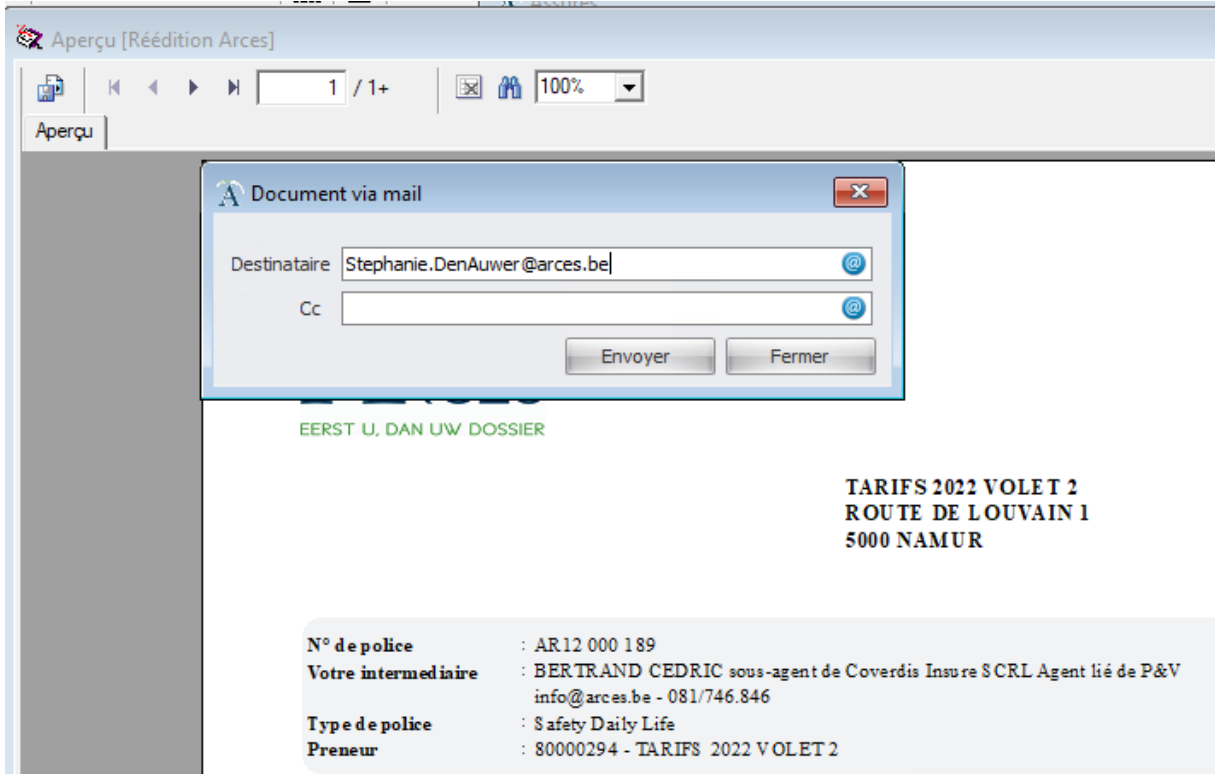 Aperçu [Réédition Arces]
1 / 1+ 100%
Aperçu
Document via mail
Destinataire Stephanie.DenAuwer@arces.be
Cc
Envoyer Fermer
EERST U, DAN UW DOSSIER
TARIFS 2022 VOLET 2
ROUTE DE LOUVAIN 1
5000 NAMUR
N° de police : AR12 000 189
Votre intermediaire : BERTRAND CEDRIC sous-agent de Coverdis Insure SCRL Agent lié de P&V
info@arces.be - 081/746.846
Type de police : Safety Daily Life
Preneur : 80000294 - TARIFS 2022 VOLET 2